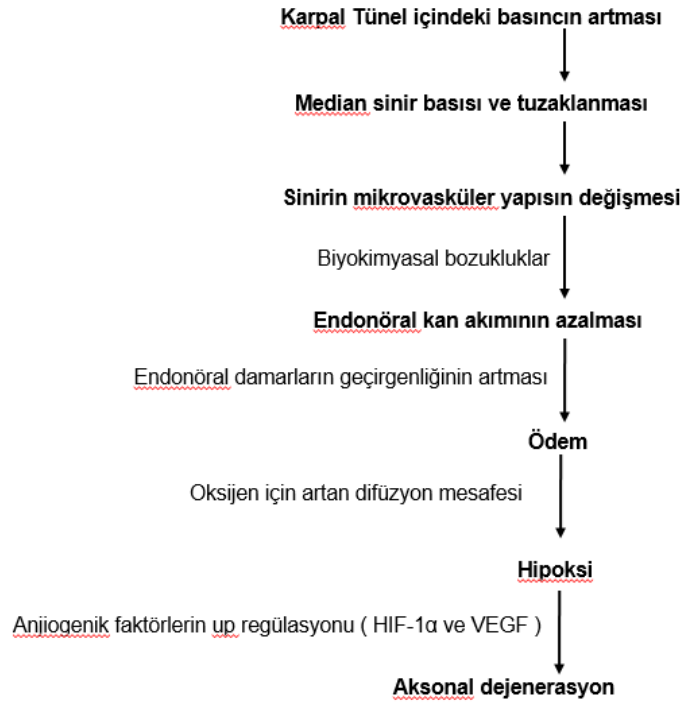 Karpal Tünel içindeki basıncın artması
Median sinir basısı ve tuzaklanması
Sinirin mikrovasküler yapısın değişmesi
Biyokimyasal bozukluklar
Endonöral kan akımının azalması
Endonöral damarların geçirgenliğinin artması
Ödem
Oksijen için artan difüzyon mesafesi
Hipoksi
Anjiogenik faktörlerin up regülasyonu ( HIF-1α ve VEGF )
Aksonal dejenerasyon